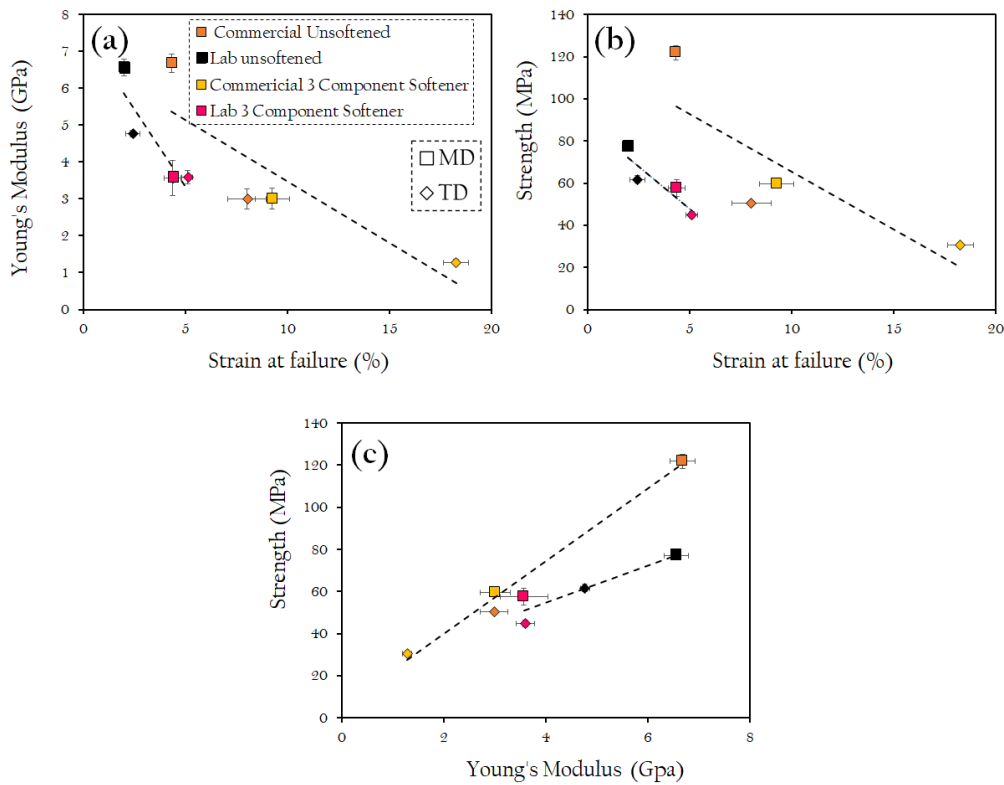 (a)
Commercial Unsoftened
Lab unsoftened
Commericial 3 Component Softener
Lab 3 Component Softener
MD
TD
Young's Modulus (GPa)
8
7
6
5
4
3
2
1
0
0 5 10 15 20
Strain at failure (%)
(b)
Strength (MPa)
140
120
100
80
60
40
20
0
0 5 10 15 20
Strain at failure (%)
(c)
Strength (MPa)
140
120
100
80
60
40
20
0
0 2 4 6 8
Young's Modulus (Gpa)